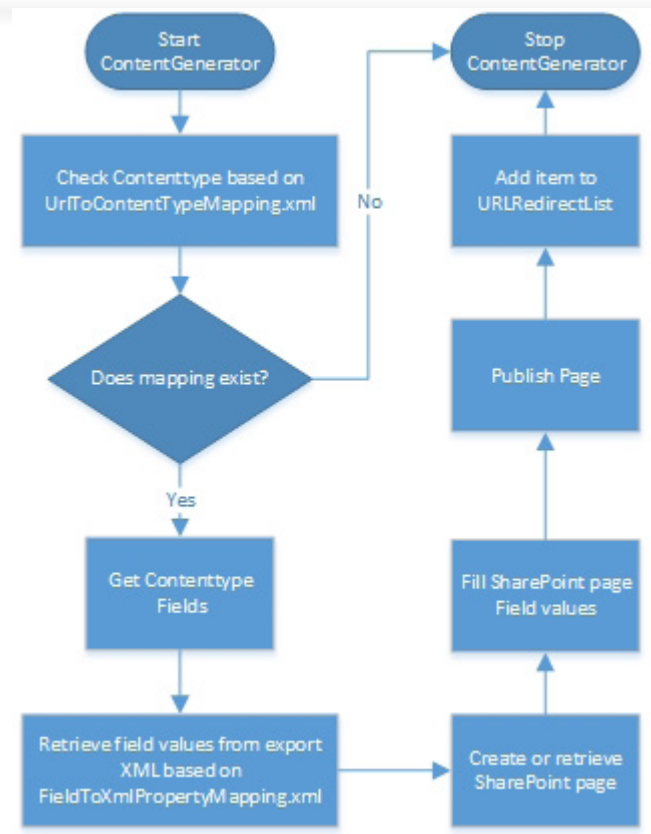 Start
ContentGenerator
Check Contenttype based on
UrlToContentTypeMapping.xml
Does mapping exist?
No
Yes
Get Contenttype
Fields
Retrieve field values from export
XML based on
FieldToXmlPropertyMapping.xml
Create or retrieve
SharePoint page
Fill SharePoint page
Field values
Publish Page
Add item to
URLRedirectList
Stop
ContentGenerator